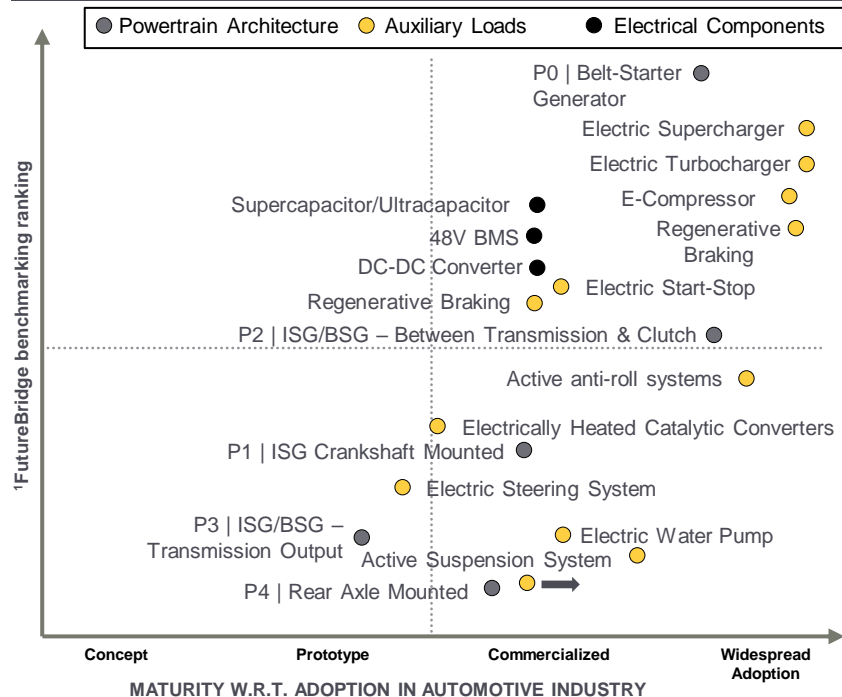 Powertrain Architecture
Auxiliary Loads
Electrical Components
P0 | Belt-Starter
Generator
Electric Supercharger
Electric Turbocharger
E-Compressor
Supercapacitor/Ultracapacitor
Regenerative
Braking
48V BMS
DC-DC Converter
Electric Start-Stop
Regenerative Braking
P2 | ISG/BSG – Between Transmission & Clutch
Active anti-roll systems
Electrically Heated Catalytic Converters
P1 | ISG Crankshaft Mounted
Electric Steering System
P3 | ISG/BSG –
Transmission Output
Electric Water Pump
Active Suspension System
P4 | Rear Axle Mounted
¹FutureBridge benchmarking ranking
Concept
Prototype
Commercialized
Widespread
Adoption
MATURITY W.R.T. ADOPTION IN AUTOMOTIVE INDUSTRY